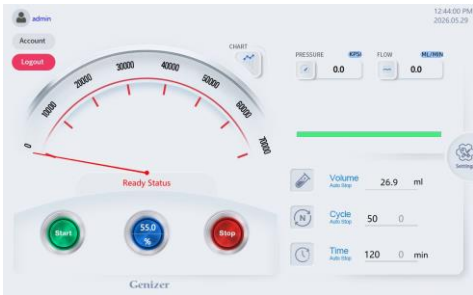 12:44:00 PM
2026.05.29
admin
Account
Logout
CHART
PRESSURE KPSI FLOW ML/MIN
0.0 0.0
0 10000 20000 30000 40000 50000 60000 70000
Ready Status
Settings
Volume
Auto Stop
26.9 ml
N
Cycle
Auto Stop
50 0
Time
Auto Stop
120 0 min
Start
55.0
%
Stop
Genizer